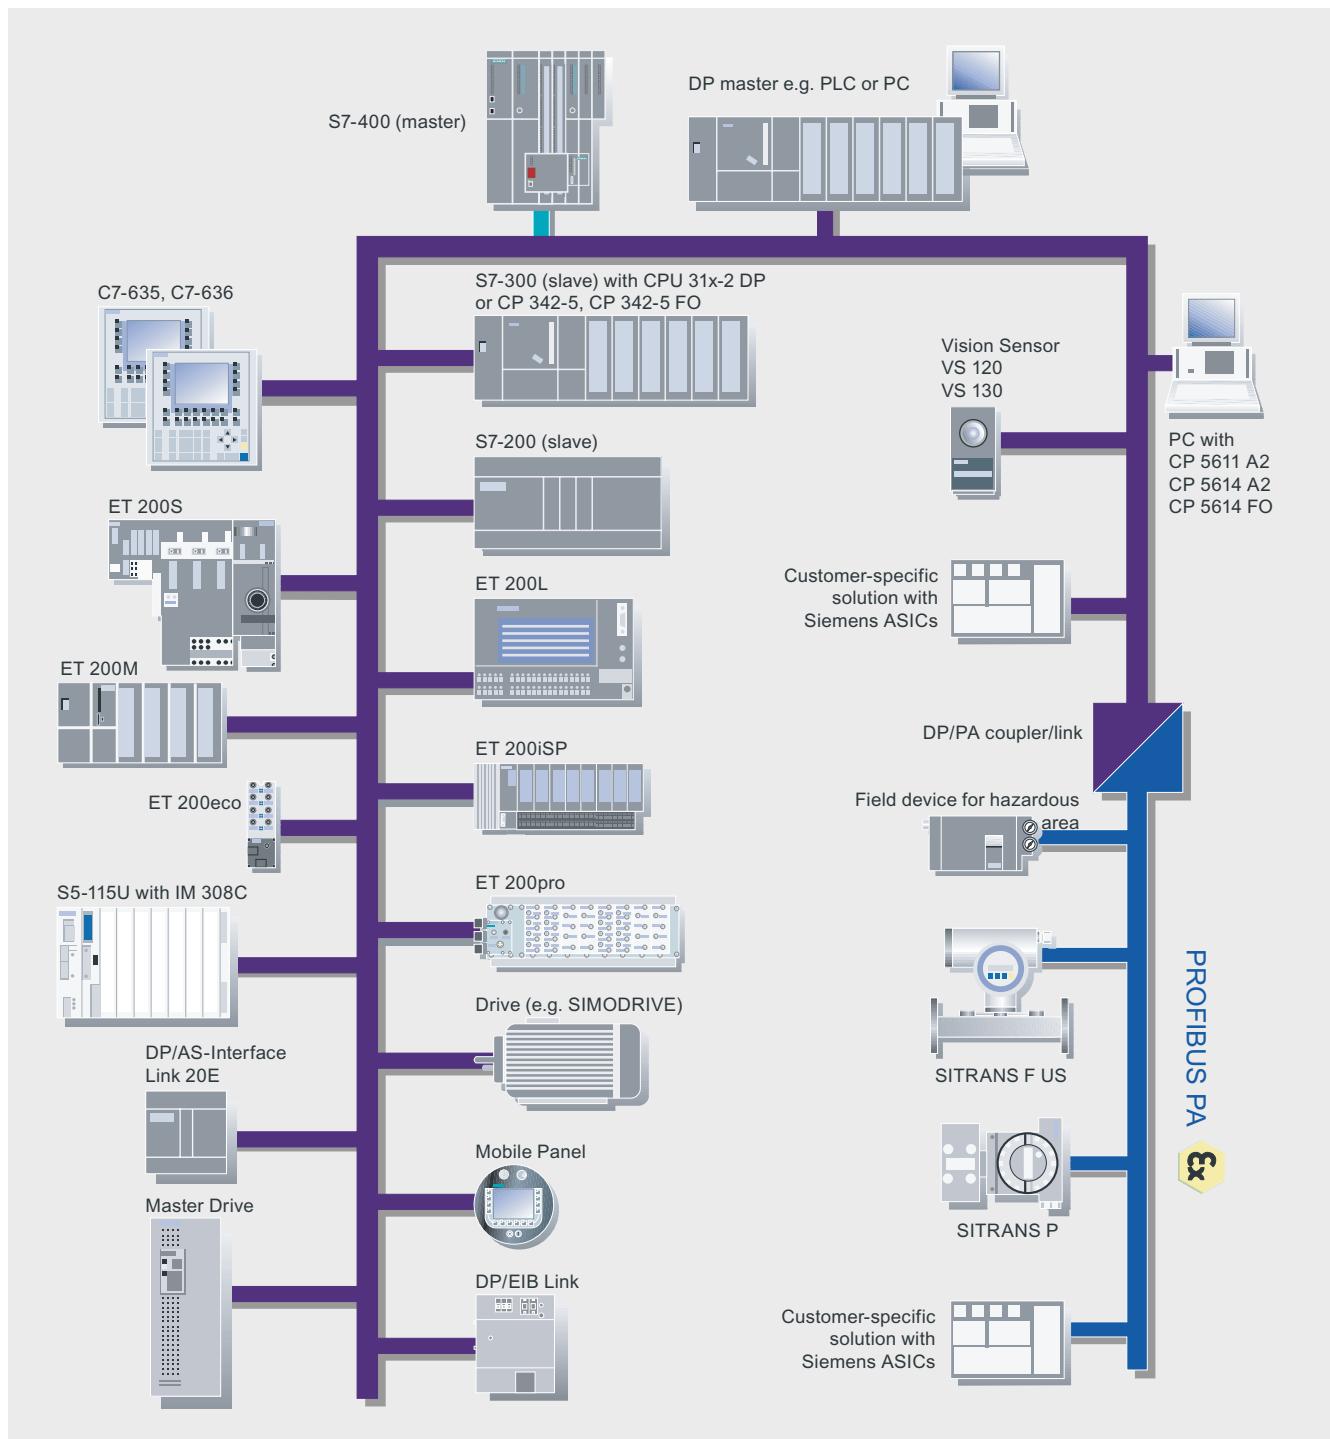 DP master e.g. PLC or PC
S7-400 (master)
S7-300 (slave) with CPU 31x-2 DP
or CP 342-5, CP 342-5 FO
C7-635, C7-636
Vision Sensor
VS 120
VS 130
PC with
CP 5611 A2
CP 5614 A2
CP 5614 FO
S7-200 (slave)
ET 200S
Customer-specific
solution with
Siemens ASICs
ET 200L
ET 200M
DP/PA coupler/link
ET 200iSP
ET 200eco
Field device for hazardous
area
ET 200pro
S5-115U with IM 308C
PROFIBUS PA
Ex
Drive (e.g. SIMODRIVE)
DP/AS-Interface
Link 20E
SITRANS F US
Mobile Panel
Master Drive
SITRANS P
DP/EIB Link
Customer-specific
solution with
Siemens ASICs